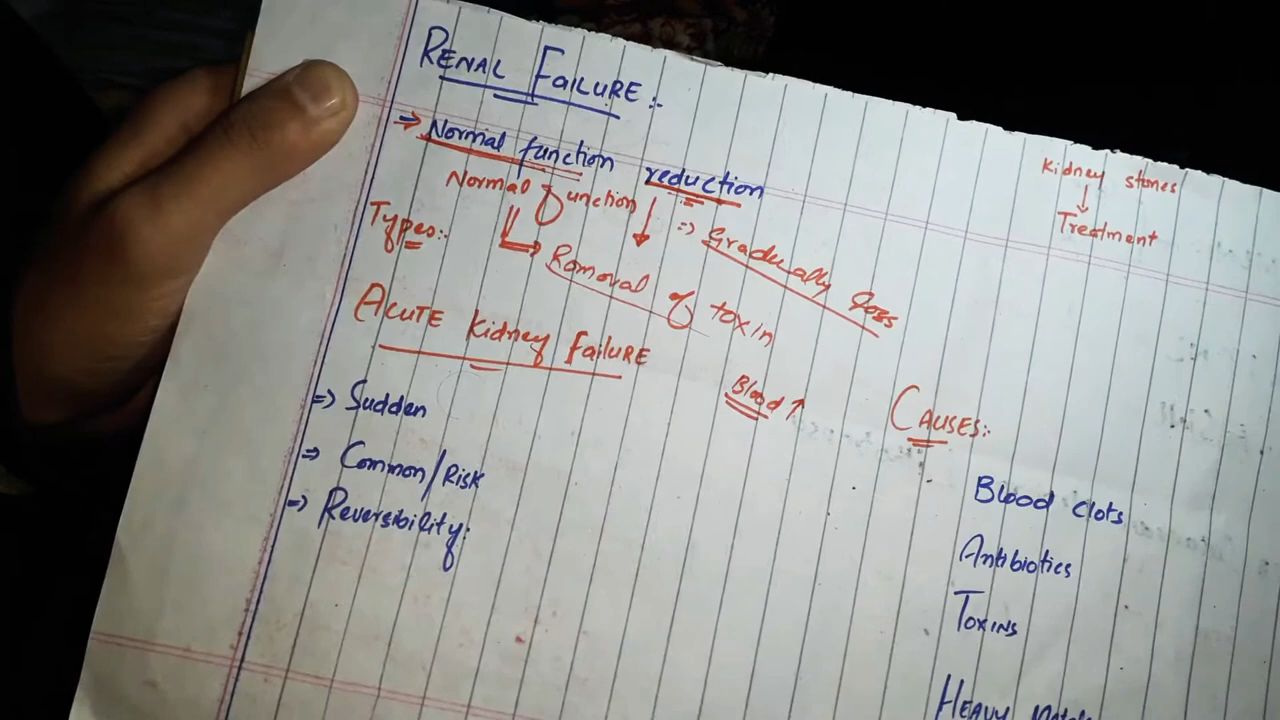 RENAL FAILURE:-
⇒ Normal function reduction
Normal function
⇒ Gradually loss
Removal of toxin
Types:-
ACUTE Kidney FAILURE
⇒ Sudden
⇒ Common/Risk
⇒ Reversibility:
Blood ↑
Kidney stones
↓
Treatment
CAUSES:-
Blood clots
Antibiotics
Toxins
HEAVY